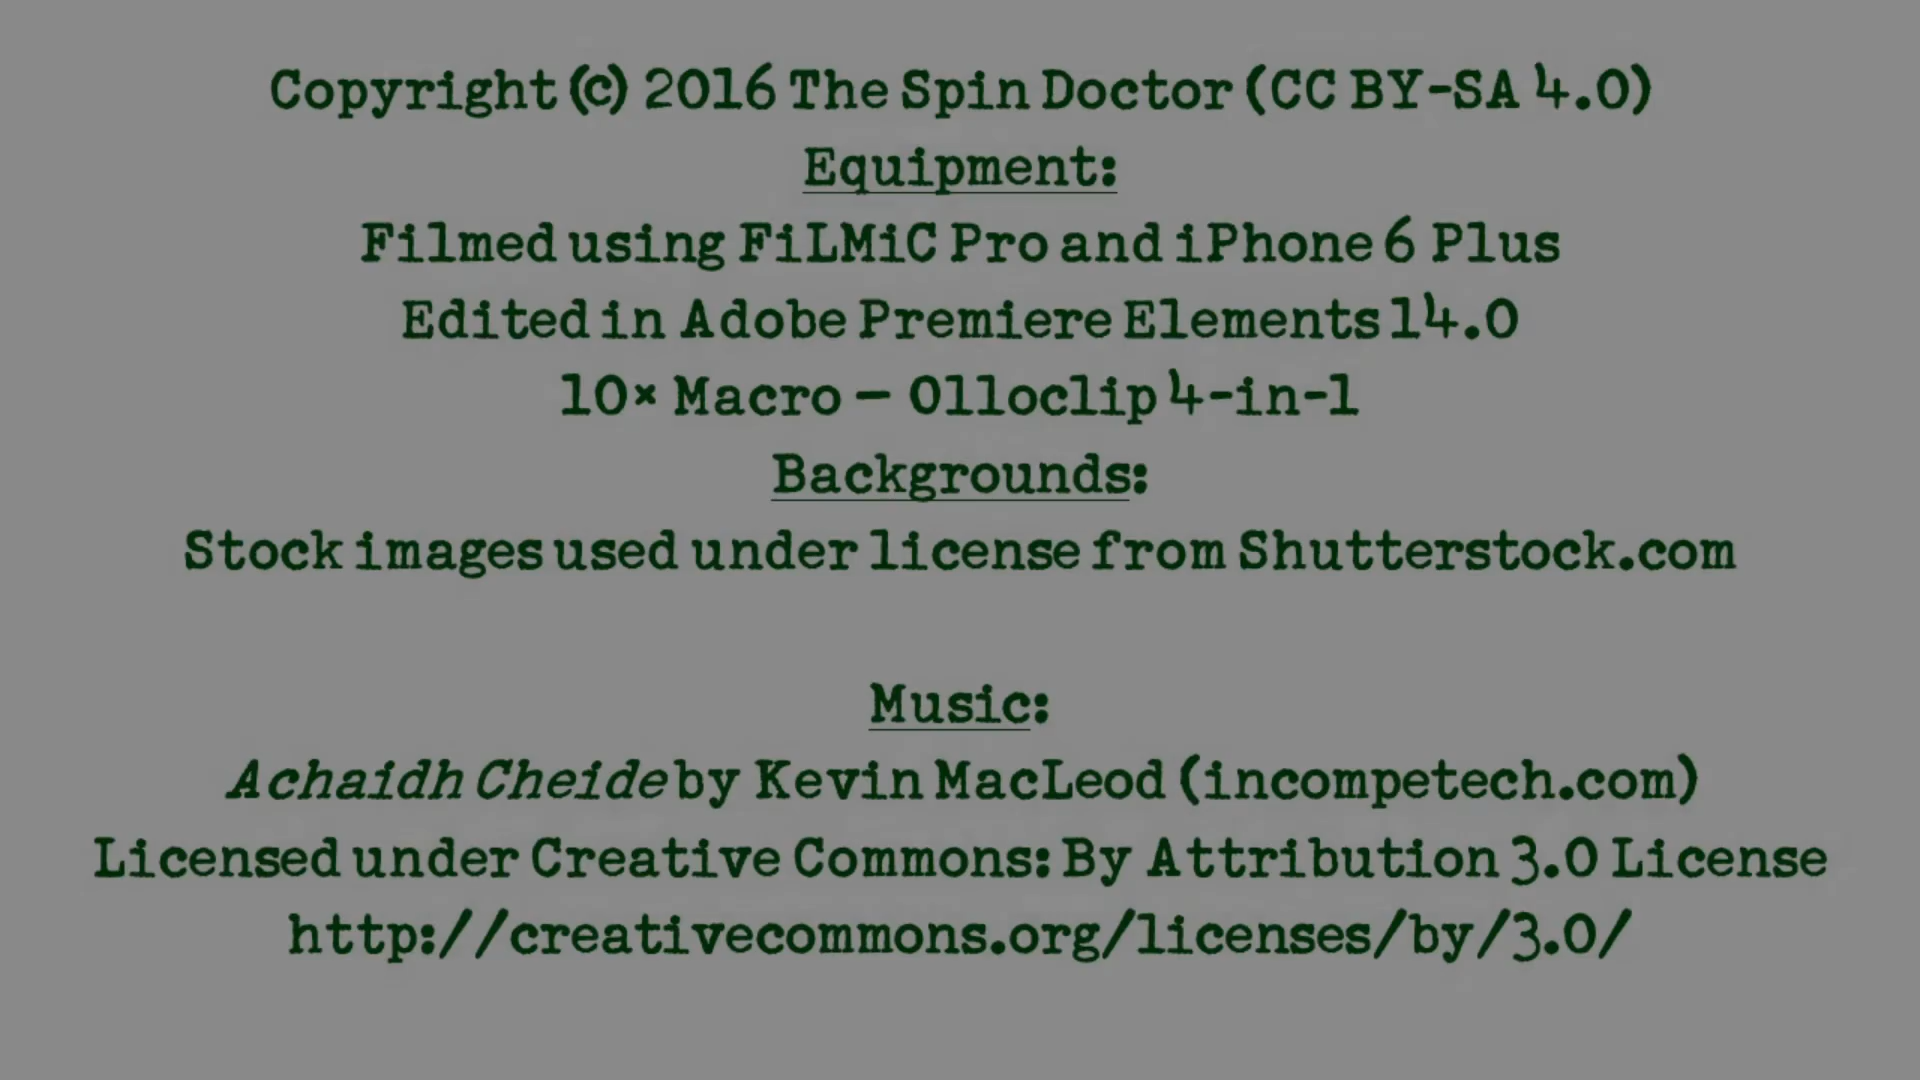 Copyright (c) 2016 The Spin Doctor (CC BY-SA 4.0)
Equipment:
Filmed using FiLMiC Pro and iPhone 6 Plus
Edited in Adobe Premiere Elements 14.0
10× Macro – Olloclip 4-in-1
Backgrounds:
Stock images used under license from Shutterstock.com
Music:
Achaidh Cheide by Kevin MacLeod (incompetech.com)
Licensed under Creative Commons: By Attribution 3.0 License
http://creativecommons.org/licenses/by/3.0/